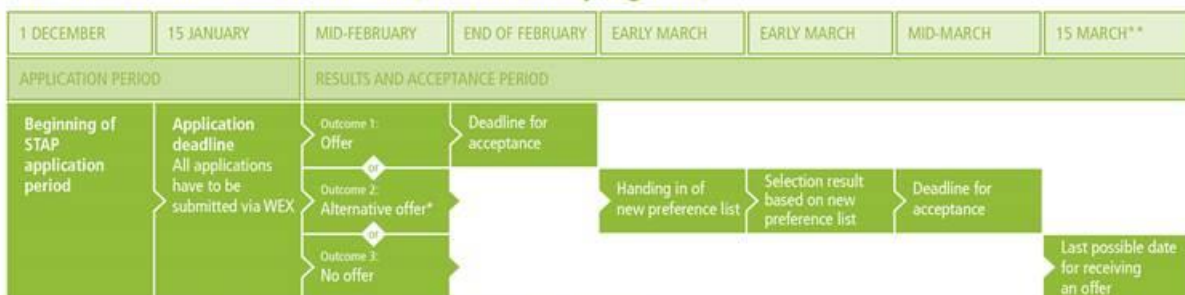 1 DECEMBER
15 JANUARY
MID-FEBRUARY
END OF FEBRUARY
EARLY MARCH
EARLY MARCH
MID-MARCH
15 MARCH**
APPLICATION PERIOD
RESULTS AND ACCEPTANCE PERIOD
Beginning of
STAP
application
period
Application
deadline
All applications
have to be
submitted via WEX
Outcome 1:
Offer
or
Outcome 2:
Alternative offer*
or
Outcome 3:
No offer
Deadline for
acceptance
Handing in of
new preference list
Selection result
based on new
preference list
Deadline for
acceptance
Last possible date
for receiving
an offer